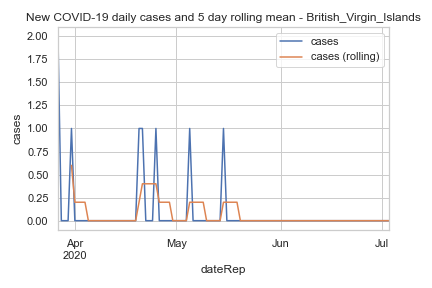 New COVID-19 daily cases and 5 day rolling mean - British_Virgin_Islands
cases
cases (rolling)
2.00
1.75
1.50
1.25
1.00
0.75
0.50
0.25
0.00
cases
Apr
2020
May
Jun
Jul
dateRep